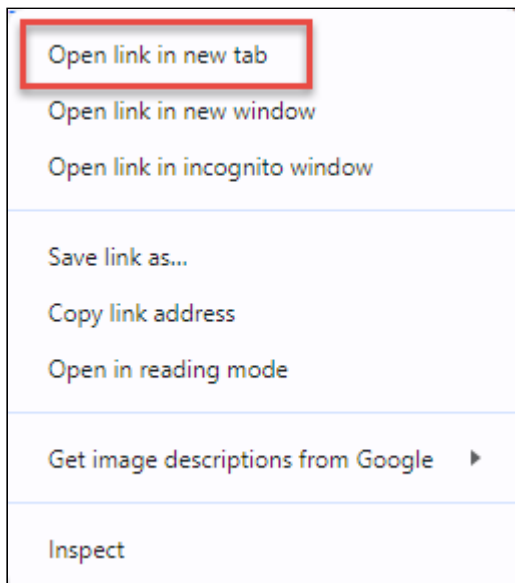 Open link in new tab
Open link in new window
Open link in incognito window
Save link as...
Copy link address
Open in reading mode
Get image descriptions from Google
Inspect